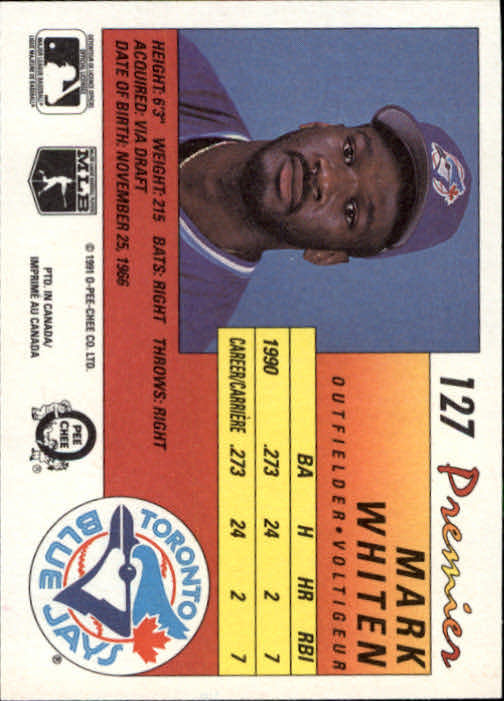 127 Premier
MARK
WHITEN
OUTFIELDER • VOLTIGEUR
BA H HR RBI
1990 .273 24 2 7
CAREER/CARRIÈRE .273 24 2 7
HEIGHT: 6'3" WEIGHT: 215 BATS: RIGHT THROWS: RIGHT
ACQUIRED: VIA DRAFT
DATE OF BIRTH: NOVEMBER 25, 1966
MLB
© 1991 O-PEE-CHEE CO. LTD.
PTD. IN CANADA/
IMPRIMÉ AU CANADA
O
PEE
CHEE
®
TORONTO
BLUE JAYS
®